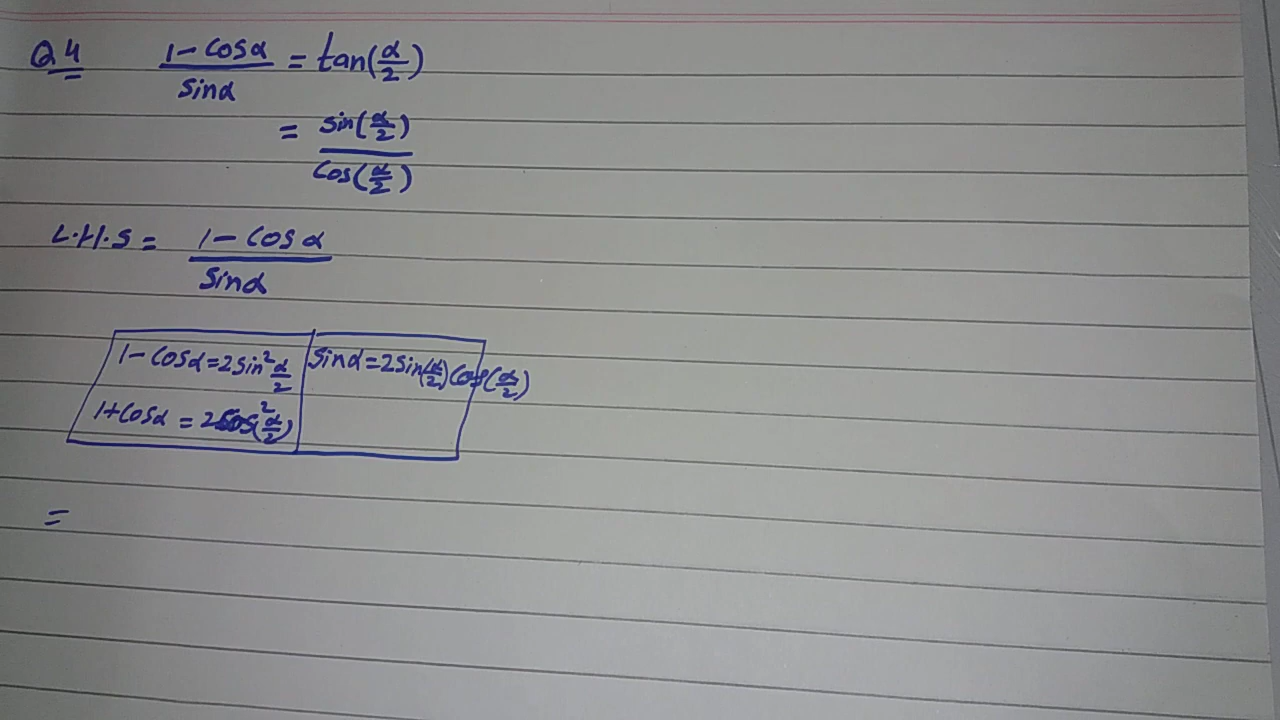 Q4 1-Cosα/Sinα = tan(α/2)
= Sin(α/2)/Cos(α/2)
L.H.S = 1-Cosα/Sinα
1-Cosα=2Sin²α/2 Sinα=2Sin(α/2)Cos(α/2)
1+Cosα = 2Cos²(α/2)
=